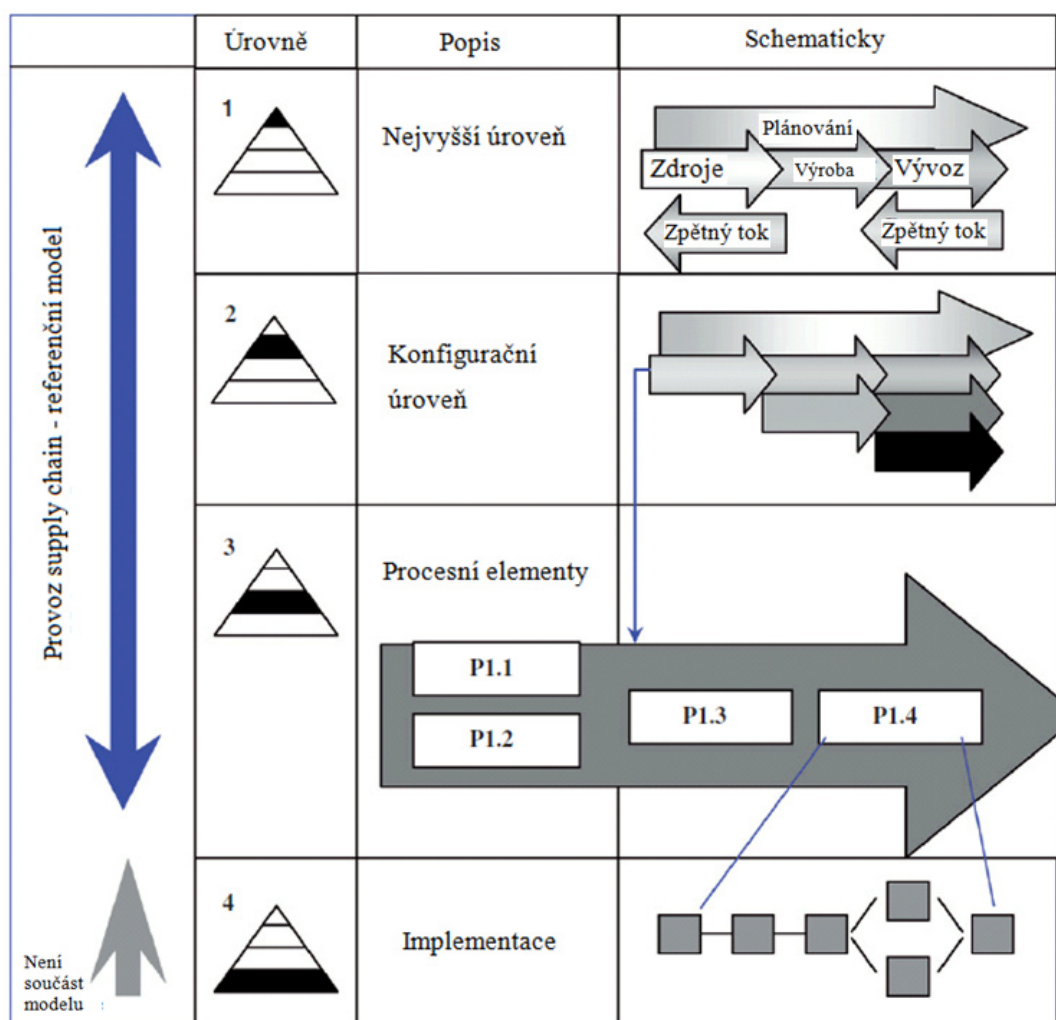 Úrovně
Popis
Schematicky
Provoz supply chain - referenční model
1
Nejvyšší úroveň
Plánování
Zdroje
Výroba
Vývoz
Zpětný tok
Zpětný tok
2
Konfigurační
úroveň
3
Procesní elementy
P1.1
P1.2
P1.3
P1.4
4
Implementace
Není
součást
modelu